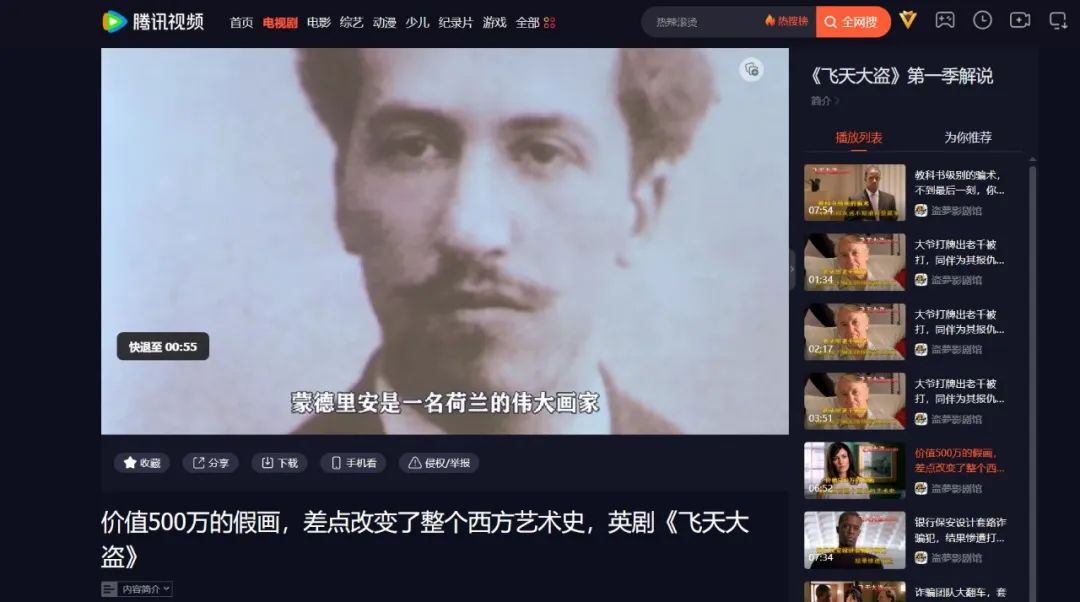 腾讯视频
首页 电视剧 电影 综艺 动漫 少儿 纪录片 游戏 全部
热辣滚烫 热搜榜 全网搜
蒙德里安是一名荷兰的伟大画家
快退至 00:55
收藏 分享 下载 手机看 侵权/举报
价值500万的假画，差点改变了整个西方艺术史，英剧《飞天大
盗》
内容简介
《飞天大盗》第一季解说
简介
播放列表 为你推荐
07:54
教科书级别的骗术，
不到最后一刻，你...
盗夢影剧馆
01:34
大爷打牌出老千被
打，同伴为其报仇...
盗夢影剧馆
02:17
大爷打牌出老千被
打，同伴为其报仇...
盗夢影剧馆
03:51
大爷打牌出老千被
打，同伴为其报仇...
盗夢影剧馆
06:52
价值500万的假画，
差点改变了整个西...
盗夢影剧馆
07:34
银行保安设计套路诈
骗犯，结果惨遭打...
盗夢影剧馆
诈骗团队大翻车，套